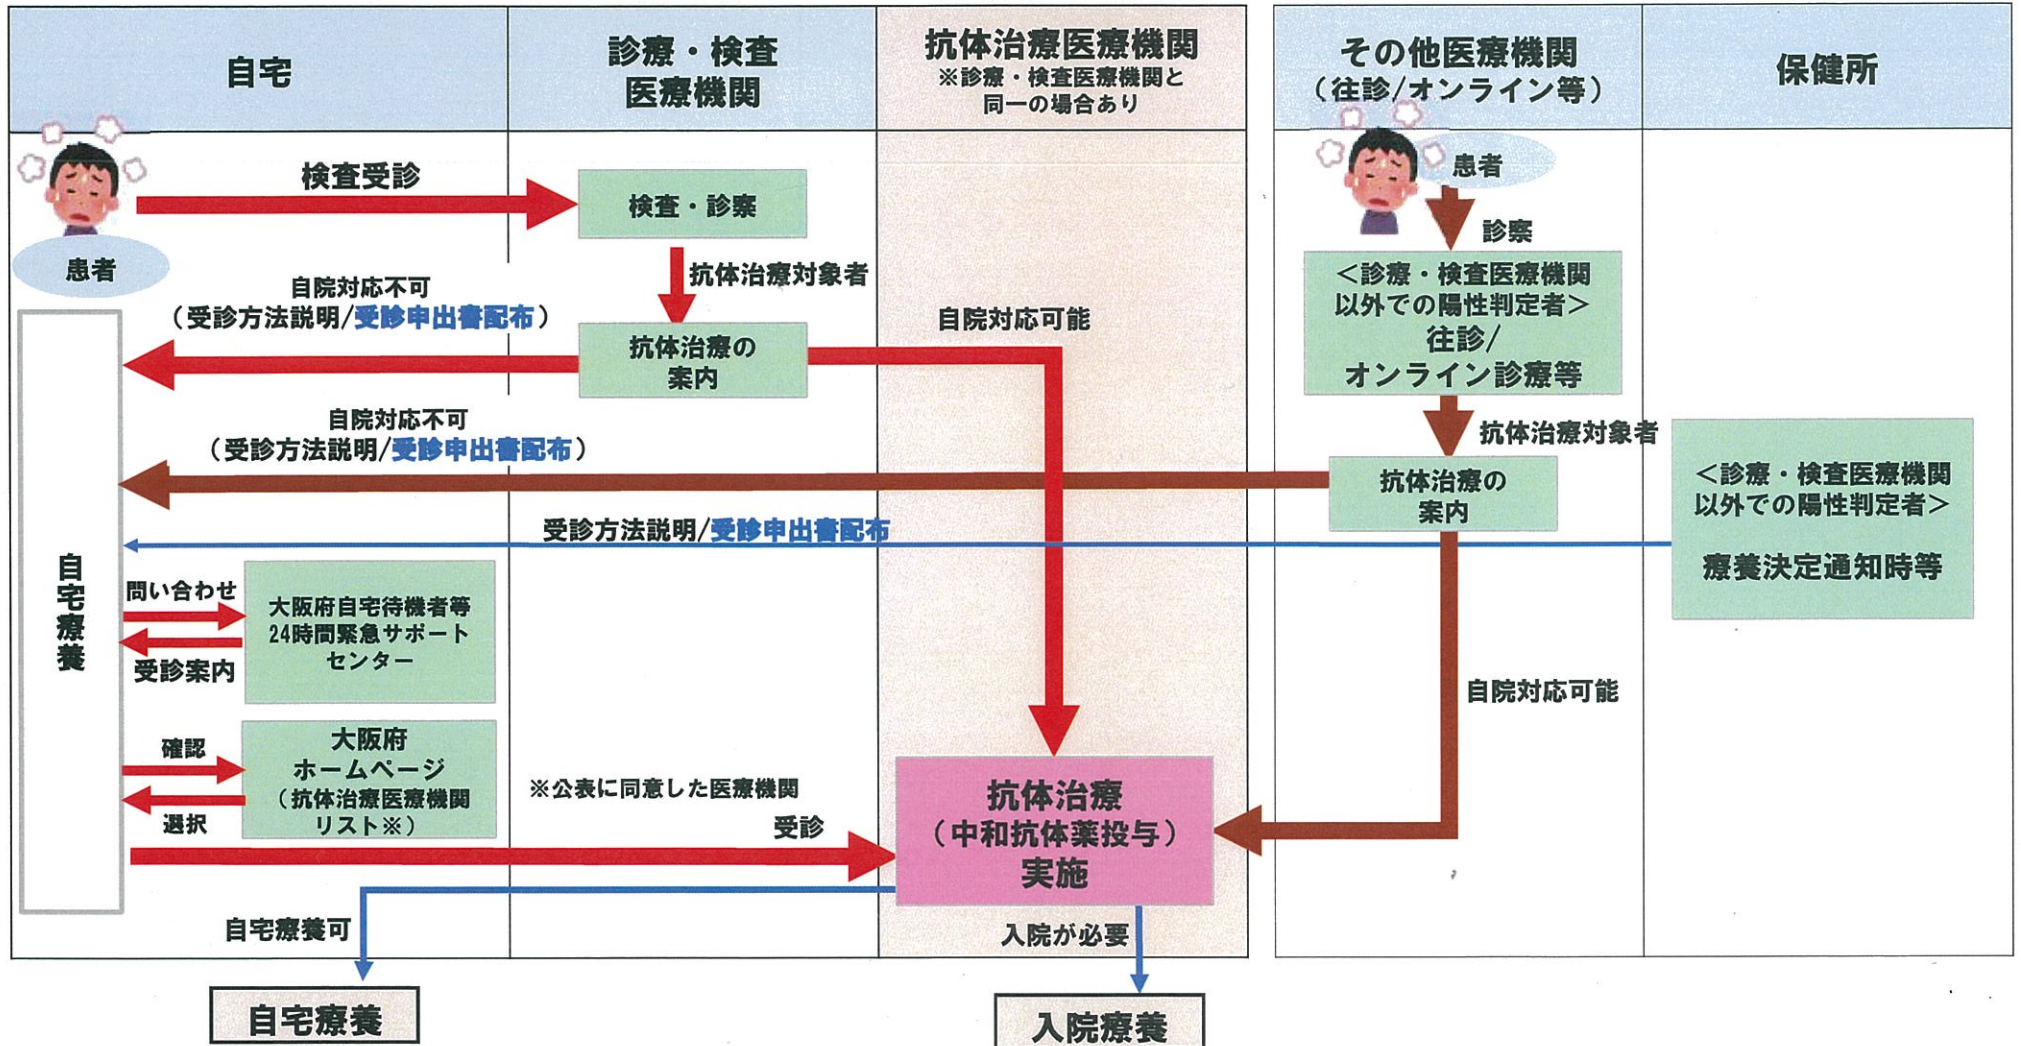 自宅
診療・検査
医療機関
抗体治療医療機関
※診療・検査医療機関と
同一の場合あり
その他医療機関
（往診/オンライン等）
保健所
患者
検査受診
検査・診察
抗体治療対象者
自院対応不可
（受診方法説明/受診申出書配布）
抗体治療の
案内
自院対応可能
患者
診察
＜診療・検査医療機関
以外での陽性判定者＞
往診/
オンライン診療等
抗体治療対象者
抗体治療の
案内
自院対応不可
（受診方法説明/受診申出書配布）
＜診療・検査医療機関
以外での陽性判定者＞
療養決定通知時等
受診方法説明/受診申出書配布
自宅療養
問い合わせ
受診案内
大阪府自宅待機者等
24時間緊急サポート
センター
確認
選択
大阪府
ホームページ
（抗体治療医療機関
リスト※）
※公表に同意した医療機関
受診
抗体治療
（中和抗体薬投与）
実施
自院対応可能
自宅療養可
入院が必要
自宅療養
入院療養